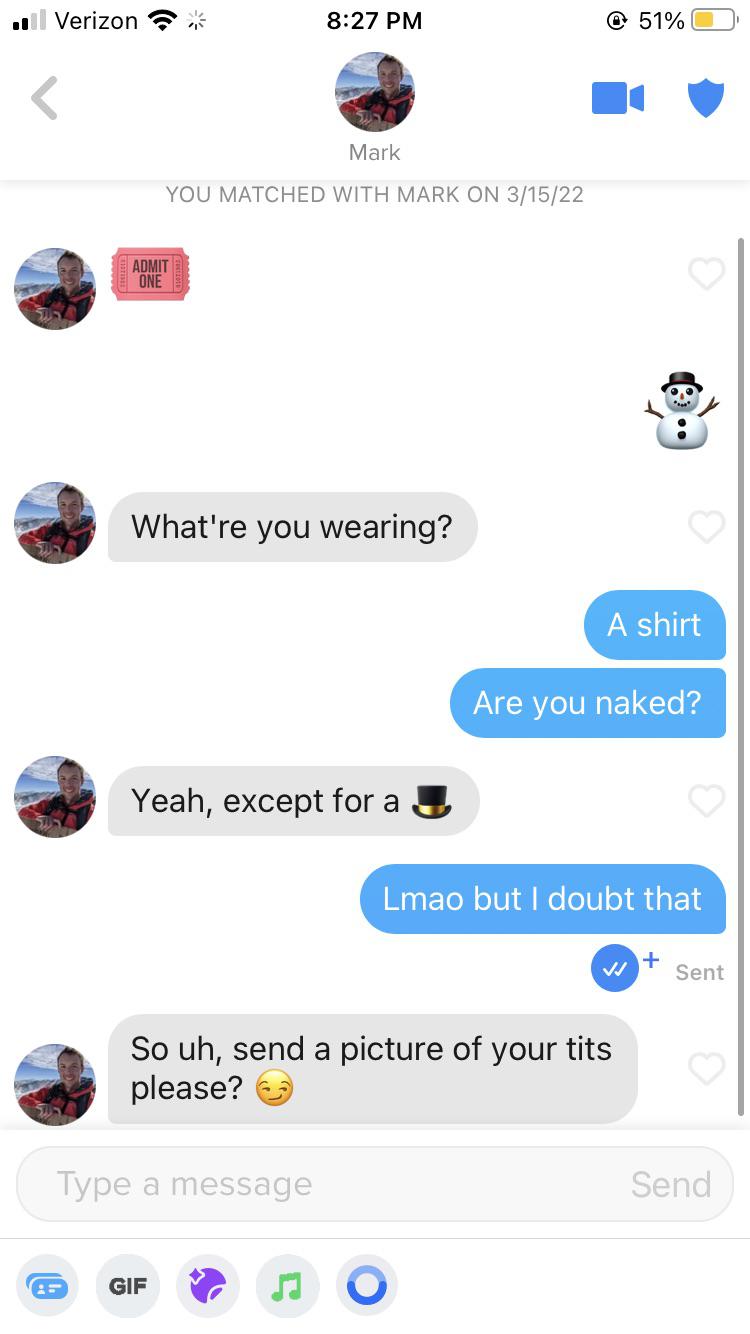 Verizon 8:27 PM 51%
Mark
YOU MATCHED WITH MARK ON 3/15/22
ADMIT
ONE
What're you wearing?
A shirt
Are you naked?
Yeah, except for a 🎩
Lmao but I doubt that
Sent
So uh, send a picture of your tits
please? 😏
Type a message Send
GIF